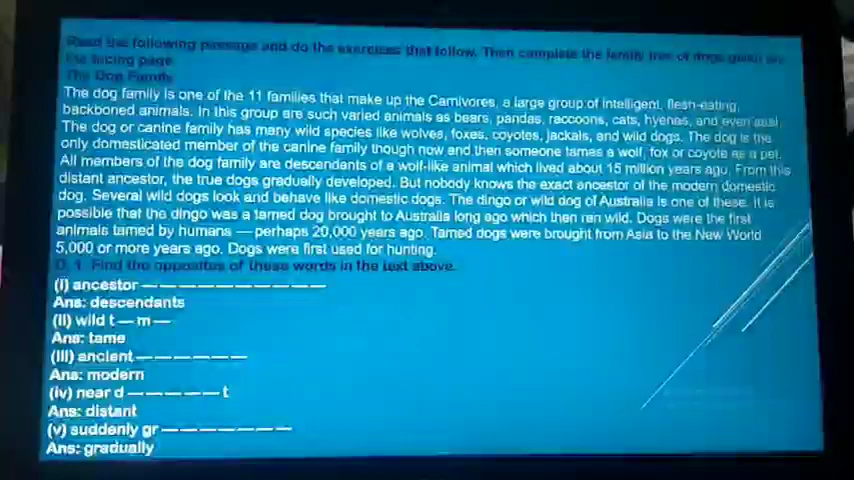 Read the following passage and do the exercises that follow. Then complete the family tree of dogs given on
the facing page.
The Dog Family
The dog family is one of the 11 families that make up the Carnivores, a large group of intelligent, flesh-eating,
backboned animals. In this group are such varied animals as bears, pandas, raccoons, cats, hyenas, and even seal.
The dog or canine family has many wild species like wolves, foxes, coyotes, jackals, and wild dogs. The dog is the
only domesticated member of the canine family though now and then someone tames a wolf, fox or coyote as a pet.
All members of the dog family are descendants of a wolf-like animal which lived about 15 million years ago. From this
distant ancestor, the true dogs gradually developed. But nobody knows the exact ancestor of the modern domestic
dog. Several wild dogs look and behave like domestic dogs. The dingo or wild dog of Australia is one of these. It is
possible that the dingo was a tamed dog brought to Australia long ago which then ran wild. Dogs were the first
animals tamed by humans — perhaps 20,000 years ago. Tamed dogs were brought from Asia to the New World
5,000 or more years ago. Dogs were first used for hunting.
Q. 1. Find the opposites of these words in the text above.
(i) ancestor — — — — — — — — — —
Ans: descendants
(ii) wild t — m —
Ans: tame
(iii) ancient — — — — — —
Ans: modern
(iv) near d — — — — — t
Ans: distant
(v) suddenly gr — — — — — — —
Ans: gradually